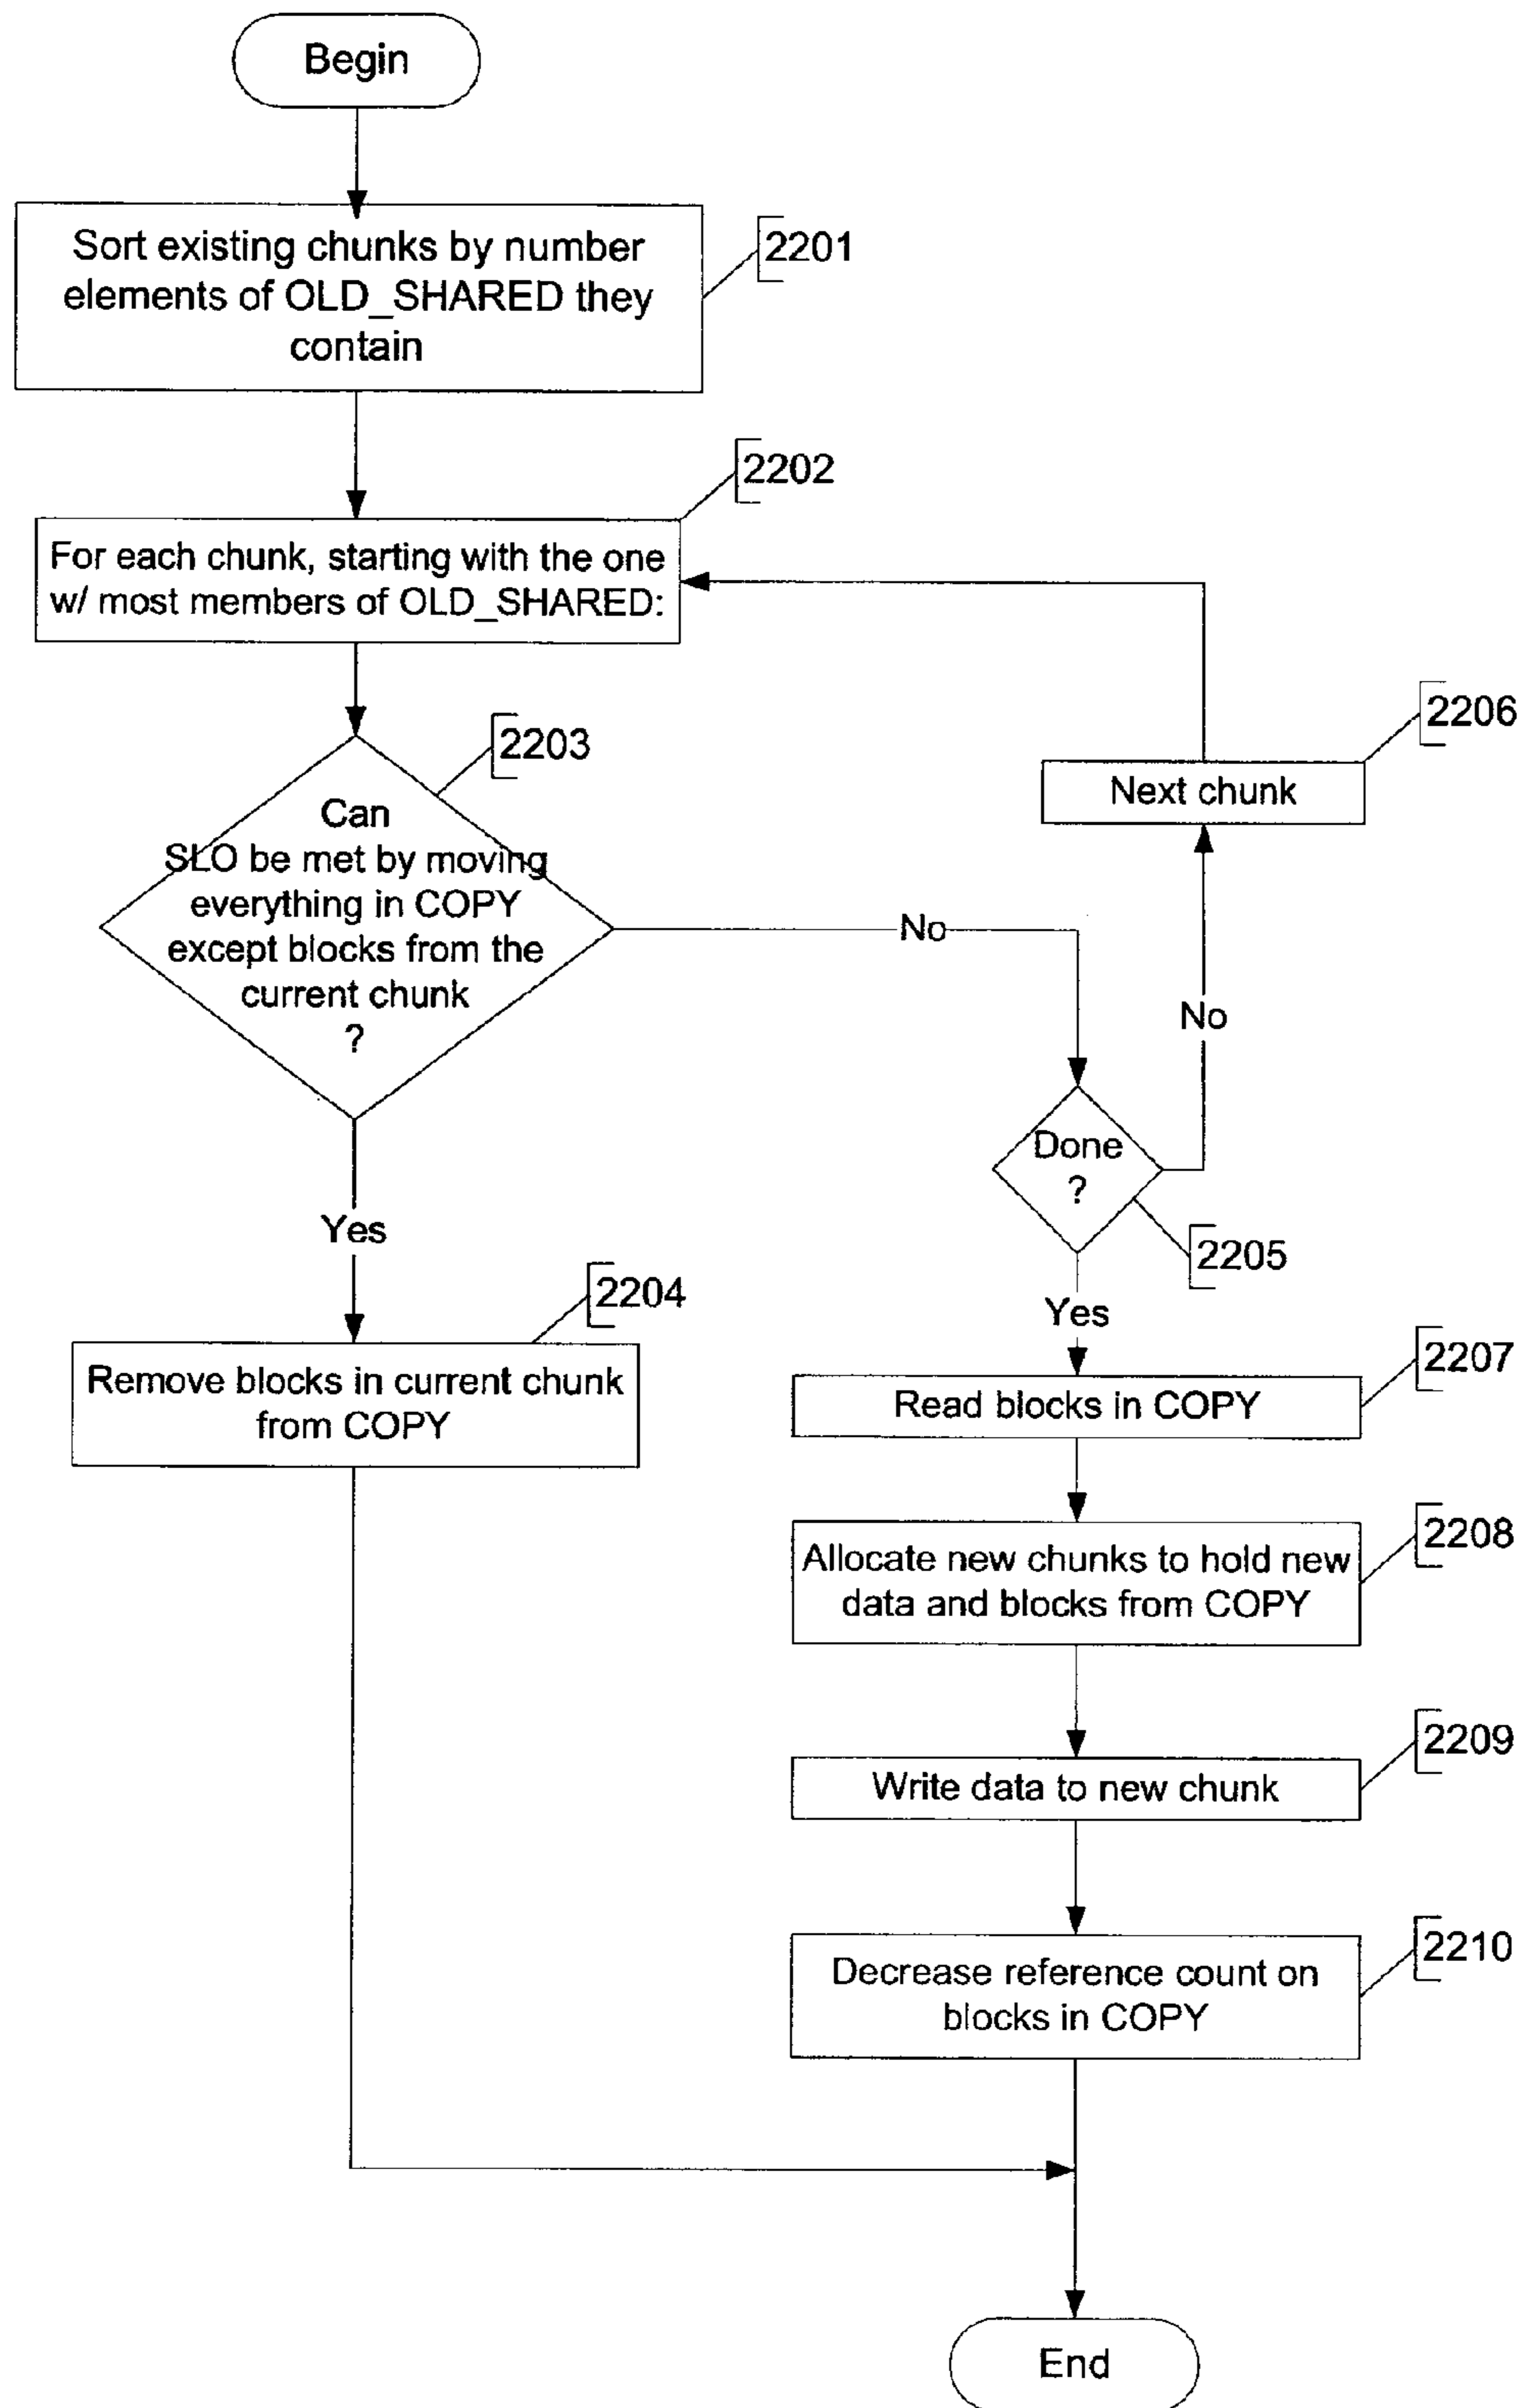 Begin
Sort existing chunks by number
elements of OLD_SHARED they
contain
2201
2202
For each chunk, starting with the one
w/ most members of OLD_SHARED:
2206
Next chunk
2203
Can
SLO be met by moving
everything in COPY
except blocks from the
current chunk
?
No
No
Done
?
2205
Yes
Yes
2204
Remove blocks in current chunk
from COPY
2207
Read blocks in COPY
2208
Allocate new chunks to hold new
data and blocks from COPY
2209
Write data to new chunk
2210
Decrease reference count on
blocks in COPY
End